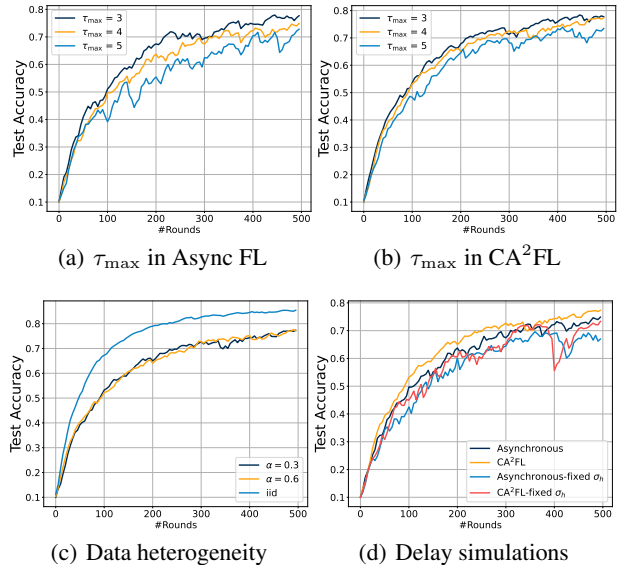 0.8
0.7
0.6
0.5
0.4
0.3
0.2
0.1
Test Accuracy
τmax = 3
τmax = 4
τmax = 5
0 100 200 300 400 500
#Rounds
(a) τmax in Async FL
0.8
0.7
0.6
0.5
0.4
0.3
0.2
0.1
Test Accuracy
τmax = 3
τmax = 4
τmax = 5
0 100 200 300 400 500
#Rounds
(b) τmax in CA²FL
0.8
0.7
0.6
0.5
0.4
0.3
0.2
0.1
Test Accuracy
α = 0.3
α = 0.6
iid
0 100 200 300 400 500
#Rounds
(c) Data heterogeneity
0.8
0.7
0.6
0.5
0.4
0.3
0.2
0.1
Test Accuracy
Asynchronous
CA²FL
Asynchronous-fixed σh
CA²FL-fixed σh
0 100 200 300 400 500
#Rounds
(d) Delay simulations